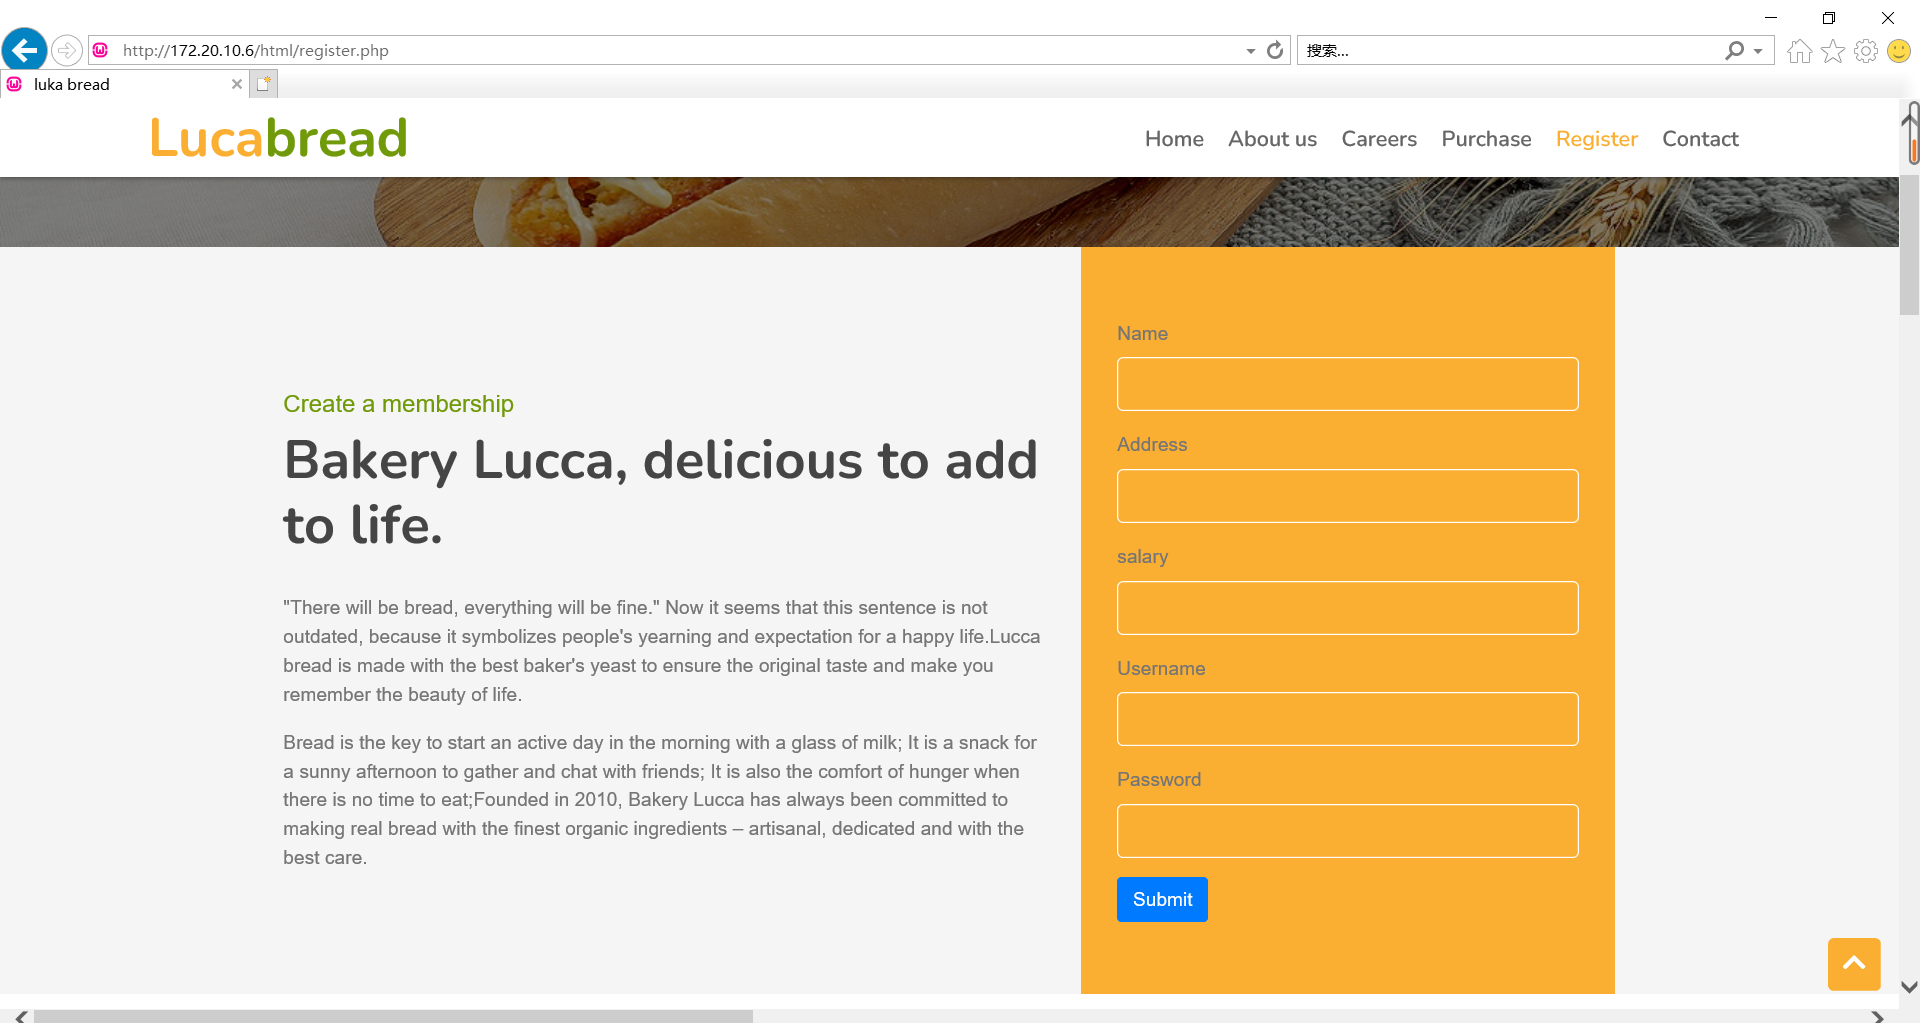 http://172.20.10.6/html/register.php
搜索...
luka bread
Lucabread
Home About us Careers Purchase Register Contact
Create a membership
Bakery Lucca, delicious to add
to life.
"There will be bread, everything will be fine." Now it seems that this sentence is not
outdated, because it symbolizes people's yearning and expectation for a happy life.Lucca
bread is made with the best baker's yeast to ensure the original taste and make you
remember the beauty of life.
Bread is the key to start an active day in the morning with a glass of milk; It is a snack for
a sunny afternoon to gather and chat with friends; It is also the comfort of hunger when
there is no time to eat;Founded in 2010, Bakery Lucca has always been committed to
making real bread with the finest organic ingredients – artisanal, dedicated and with the
best care.
Name
Address
salary
Username
Password
Submit